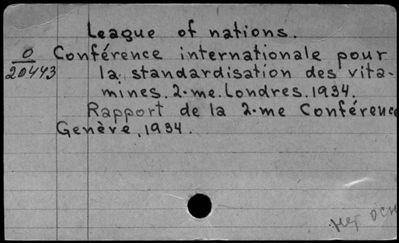 League of nations.
O Conférence internationale pour
20443 la standardisation des vita-
mines. 2-me. Londres. 1934.
Rapport de la 2-me Conférence
Genève, 1934.